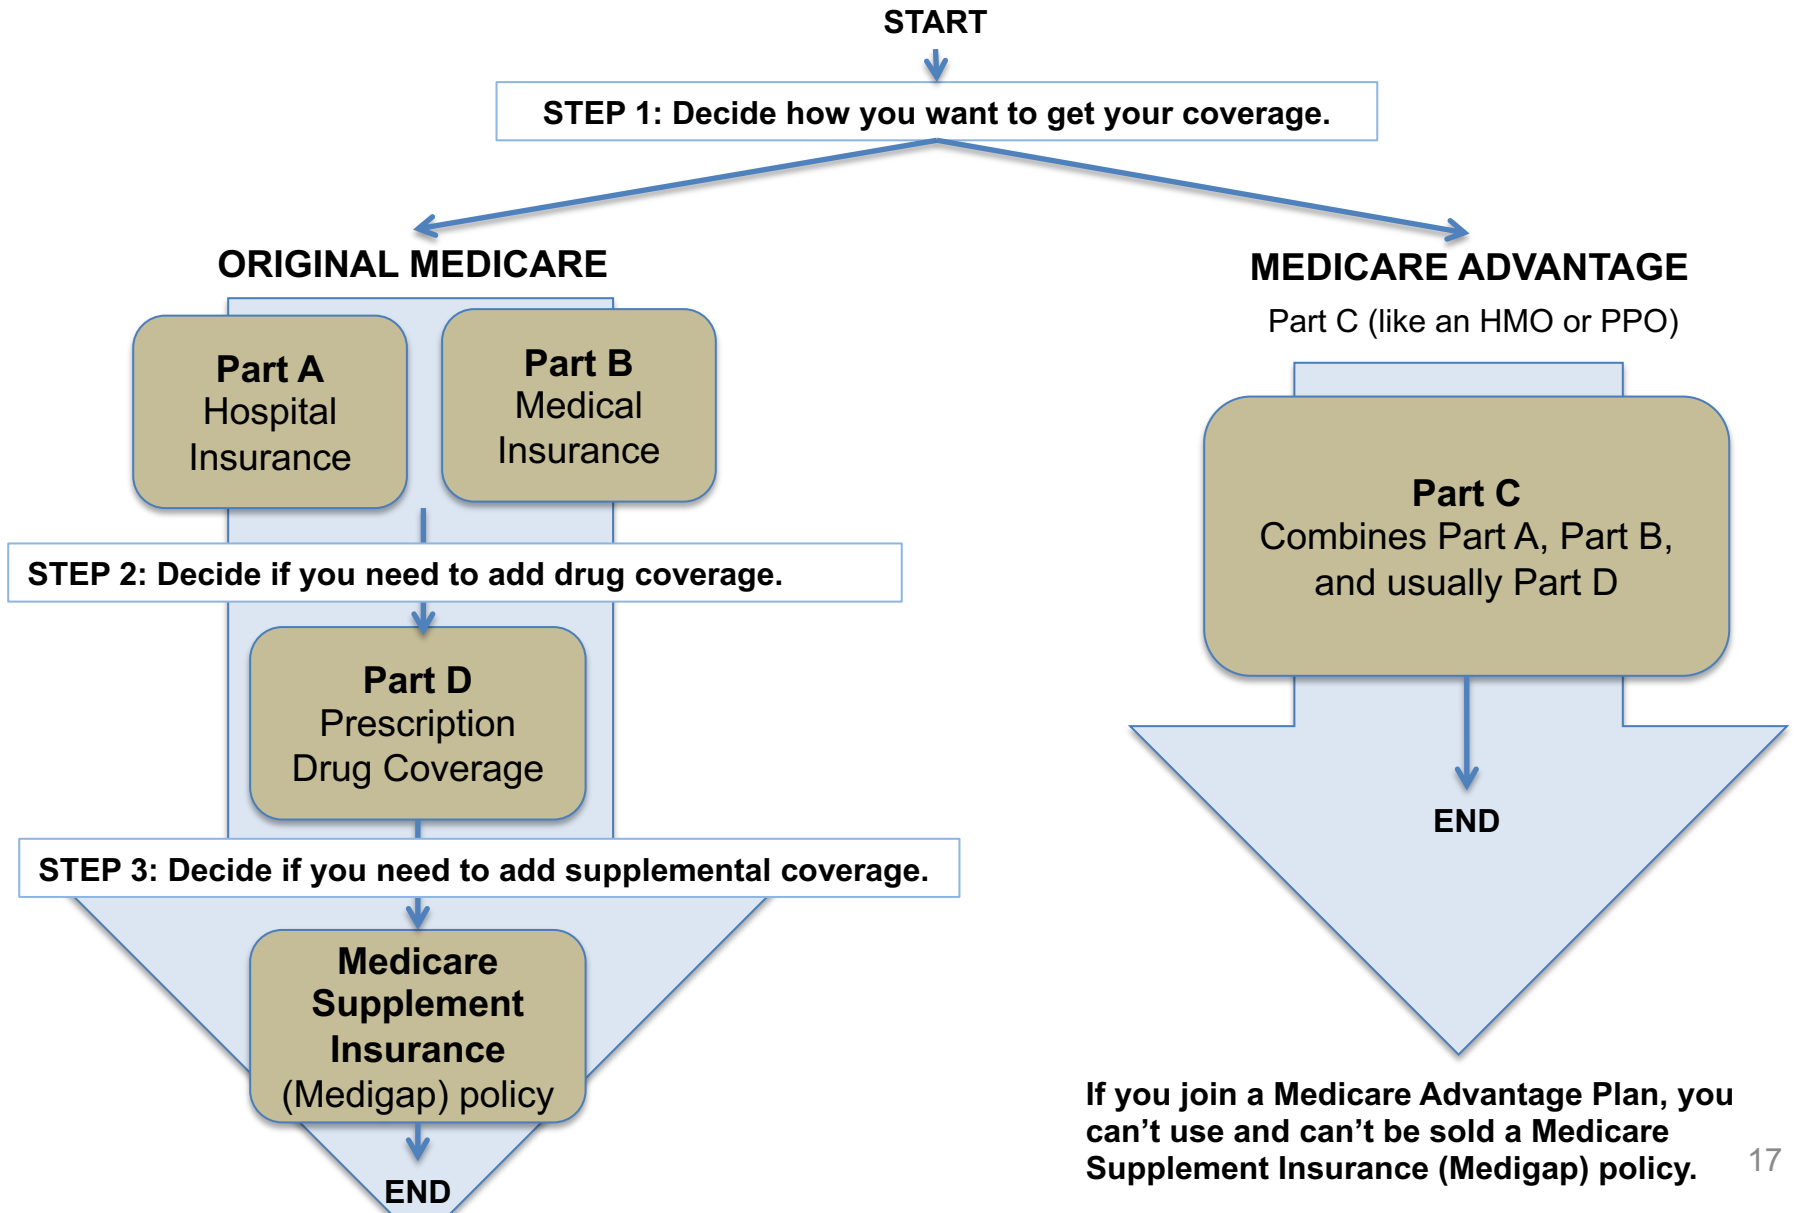 START
STEP 1: Decide how you want to get your coverage.
ORIGINAL MEDICARE
Part A
Hospital
Insurance
Part B
Medical
Insurance
STEP 2: Decide if you need to add drug coverage.
Part D
Prescription
Drug Coverage
STEP 3: Decide if you need to add supplemental coverage.
Medicare
Supplement
Insurance
(Medigap) policy
END
MEDICARE ADVANTAGE
Part C (like an HMO or PPO)
Part C
Combines Part A, Part B,
and usually Part D
END
If you join a Medicare Advantage Plan, you
can’t use and can’t be sold a Medicare
Supplement Insurance (Medigap) policy.
17